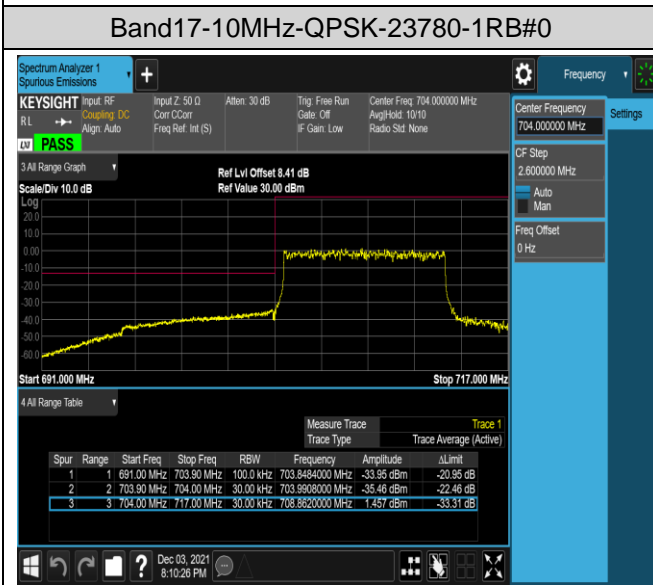 Band17-10MHz-QPSK-23780-1RB#0
Spectrum Analyzer 1
Spurious Emissions
+
Frequency
KEYSIGHT
RL
LXI PASS
Input: RF
Coupling: DC
Align: Auto
Input Z: 50 Ω
Corr CCorr
Freq Ref: Int (S)
Atten: 30 dB
Trig: Free Run
Gate: Off
IF Gain: Low
Center Freq: 704.000000 MHz
Avg|Hold: 10/10
Radio Std: None
Center Frequency
704.000000 MHz
Settings
CF Step
2.600000 MHz
Auto
Man
Freq Offset
0 Hz
3 All Range Graph
Scale/Div 10.0 dB
Ref Lvl Offset 8.41 dB
Ref Value 30.00 dBm
Log
20.0
10.0
0.00
-10.0
-20.0
-30.0
-40.0
-50.0
-60.0
Start 691.000 MHz
Stop 717.000 MHz
4 All Range Table
Measure Trace Trace 1
Trace Type Trace Average (Active)
Spur Range Start Freq Stop Freq RBW Frequency Amplitude ΔLimit
1 1 691.00 MHz 703.90 MHz 100.0 kHz 703.8484000 MHz -33.95 dBm -20.95 dB
2 2 703.90 MHz 704.00 MHz 30.00 kHz 703.9908000 MHz -35.46 dBm -22.46 dB
3 3 704.00 MHz 717.00 MHz 30.00 kHz 708.8620000 MHz 1.457 dBm -33.31 dB
?
Dec 03, 2021
8:10:26 PM